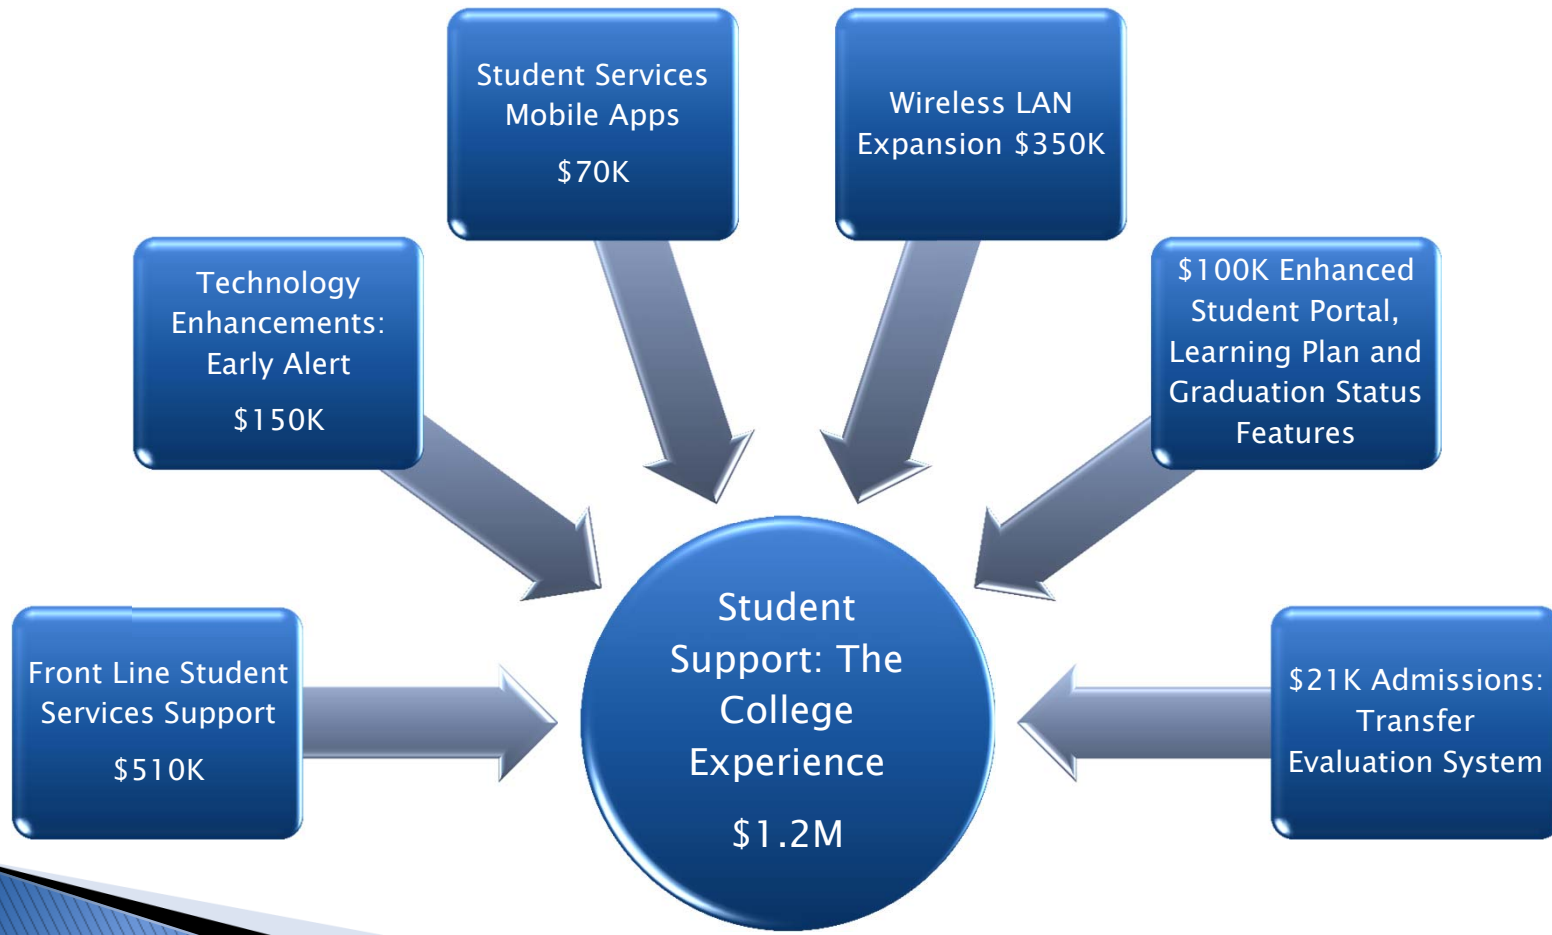 Student Services
Mobile Apps
$70K
Wireless LAN
Expansion $350K
Technology
Enhancements:
Early Alert
$150K
$100K Enhanced
Student Portal,
Learning Plan and
Graduation Status
Features
Front Line Student
Services Support
$510K
Student
Support: The
College
Experience
$1.2M
$21K Admissions:
Transfer
Evaluation System